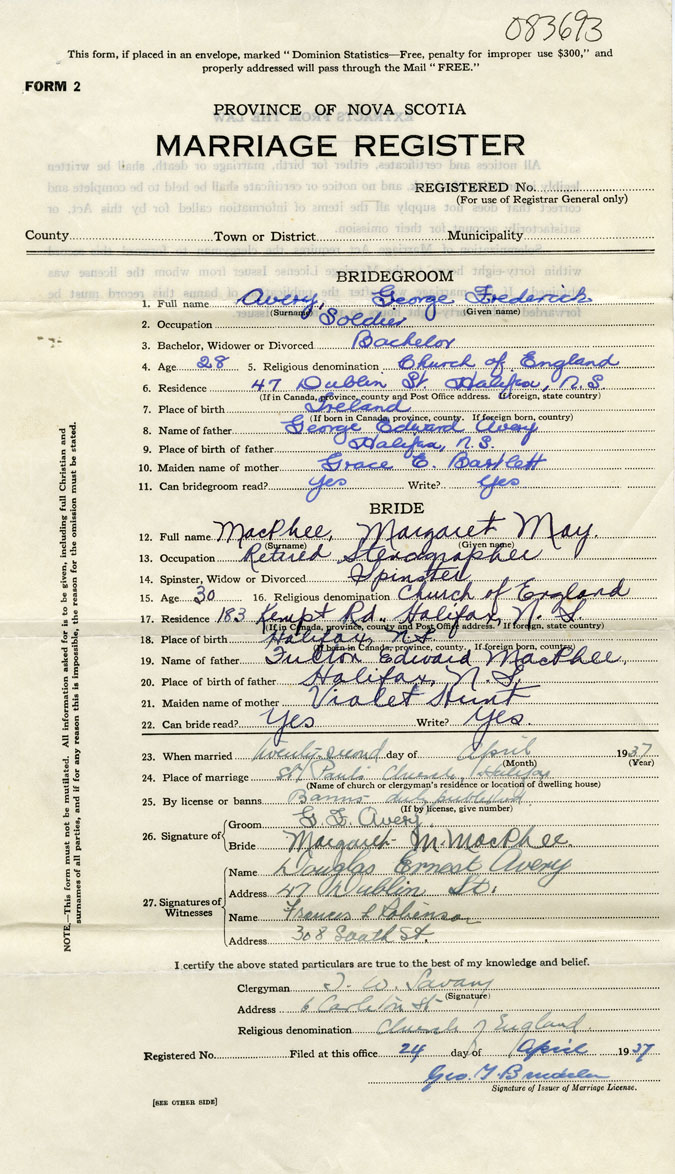 083693
This form, if placed in an envelope, marked "Dominion Statistics—Free, penalty for improper use $300," and
properly addressed will pass through the Mail "FREE."
FORM 2
PROVINCE OF NOVA SCOTIA
MARRIAGE REGISTER
REGISTERED No.
(For use of Registrar General only)
County Town or District Municipality
BRIDEGROOM
1. Full name Avery, George Frederick
(Surname) (Given name)
2. Occupation Soldier
3. Bachelor, Widower or Divorced Bachelor
4. Age 28 5. Religious denomination Church of England
6. Residence 47 Dublin St. Halifax, N.S
(If in Canada, province, county and Post Office address. If foreign, state country)
7. Place of birth Ireland
(If born in Canada, province, county. If foreign born, country)
8. Name of father George Edward Avery
9. Place of birth of father Halifax, N.S.
10. Maiden name of mother Grace E. Bartlett
11. Can bridegroom read? Yes Write? Yes
BRIDE
12. Full name MacPhee, Margaret May.
(Surname) (Given name)
13. Occupation Retired Stenographer
14. Spinster, Widow or Divorced Spinster
15. Age 30 16. Religious denomination Church of England
17. Residence 183 Kempt Rd., Halifax, N.S.
(If in Canada, province, county and Post Office address. If foreign, state country)
18. Place of birth Halifax, N.S.
(If born in Canada, province, county. If foreign born, country)
19. Name of father Fulton Edward MacPhee,
20. Place of birth of father Halifax, N.S.
21. Maiden name of mother Violet Hunt
22. Can bride read? Yes Write? Yes
23. When married Twenty-second day of April 1937
(Month) (Year)
24. Place of marriage St Paul's Church, Halifax
(Name of church or clergyman's residence or location of dwelling house)
25. By license or banns Banns duly published
(If by license, give number)
26. Signature of
Groom G. F. Avery
Bride Margaret M. MacPhee.
27. Signatures of Witnesses
Name Douglas Ernest Avery
Address 47 Dublin St.
Name Frances L Robinson
Address 308 South St.
I certify the above stated particulars are true to the best of my knowledge and belief.
Clergyman T. W. Savary
(Signature)
Address 6 Carleton St
Religious denomination Church of England
Registered No. Filed at this office 24 day of April 1937
Geo.
Signature of Issuer of Marriage License.
[SEE OTHER SIDE]
NOTE.—This form must not be mutilated. All information asked for is to be given, including full Christian and
surnames of all parties, and if for any reason this is impossible, the reason for the omission must be stated.